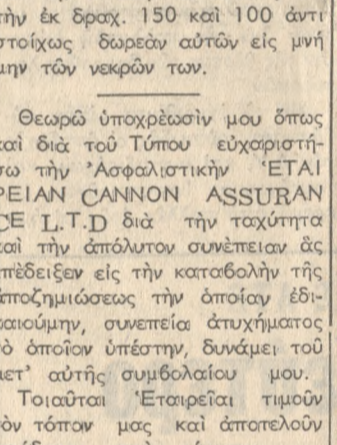 τὴν ἐκ δραχ. 150 καὶ 100 ἀντι
στοίχως δωρεὰν αὐτῶν εἰς μνή
μην τῶν νεκρῶν των.
Θεωρῶ ὑποχρέωσίν μου ὅπως
καὶ διὰ τοῦ Τύπου εὐχαριστή-
σω τὴν Ἀσφαλιστικὴν ἙΤΑΙ
ΡΕΙΑΝ CANNON ASSURAN
CE L.T.D διὰ τὴν ταχύτητα
καὶ τὴν ἀπόλυτον συνέπειαν ἃς
ἐπέδειξεν εἰς τὴν καταβολὴν τῆς
ἀποζημιώσεως τὴν ὁποίαν ἐδι-
καιούμην, συνεπείᾳ ἀτυχήματος
τὸ ὁποῖον ὑπέστην, δυνάμει τοῦ
μετ' αὐτῆς συμβολαίου μου.
Τοιαῦται Ἑταιρεῖαι τιμοῦν
τὸν τόπον μας καὶ ἀποτελοῦν